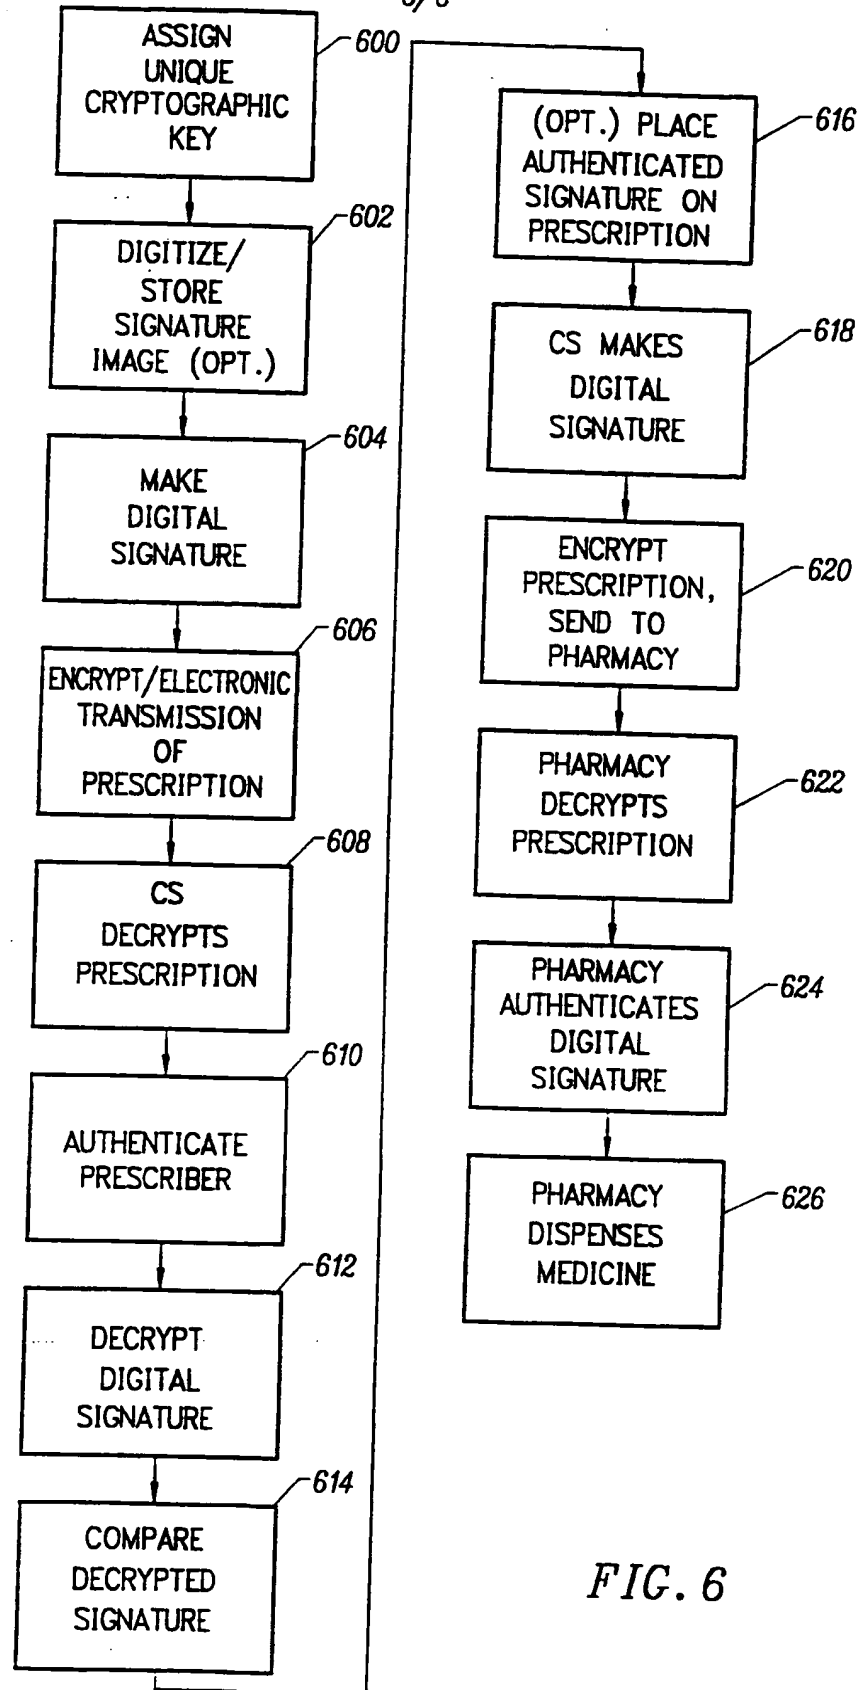 ASSIGN
UNIQUE
CRYPTOGRAPHIC
KEY
600
DIGITIZE/
STORE
SIGNATURE
IMAGE (OPT.)
602
MAKE
DIGITAL
SIGNATURE
604
ENCRYPT/ELECTRONIC
TRANSMISSION
OF
PRESCRIPTION
606
CS
DECRYPTS
PRESCRIPTION
608
AUTHENTICATE
PRESCRIBER
610
DECRYPT
DIGITAL
SIGNATURE
612
COMPARE
DECRYPTED
SIGNATURE
614
(OPT.) PLACE
AUTHENTICATED
SIGNATURE ON
PRESCRIPTION
616
CS MAKES
DIGITAL
SIGNATURE
618
ENCRYPT
PRESCRIPTION,
SEND TO
PHARMACY
620
PHARMACY
DECRYPTS
PRESCRIPTION
622
PHARMACY
AUTHENTICATES
DIGITAL
SIGNATURE
624
PHARMACY
DISPENSES
MEDICINE
626
FIG. 6